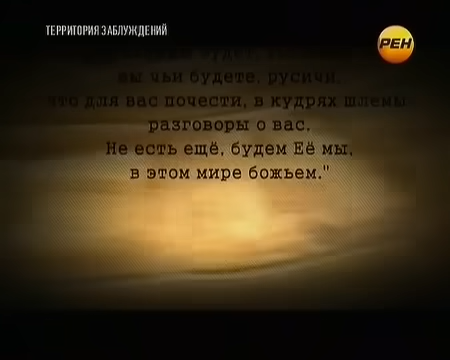 ТЕРРИТОРИЯ ЗАБЛУЖДЕНИЙ
РЕН
будет,
вы чьи будете, русичи,
это для вас почести, в кудрях шлемы
разговоры о вас.
Не есть ещё, будем Её мы,
в этом мире божьем."